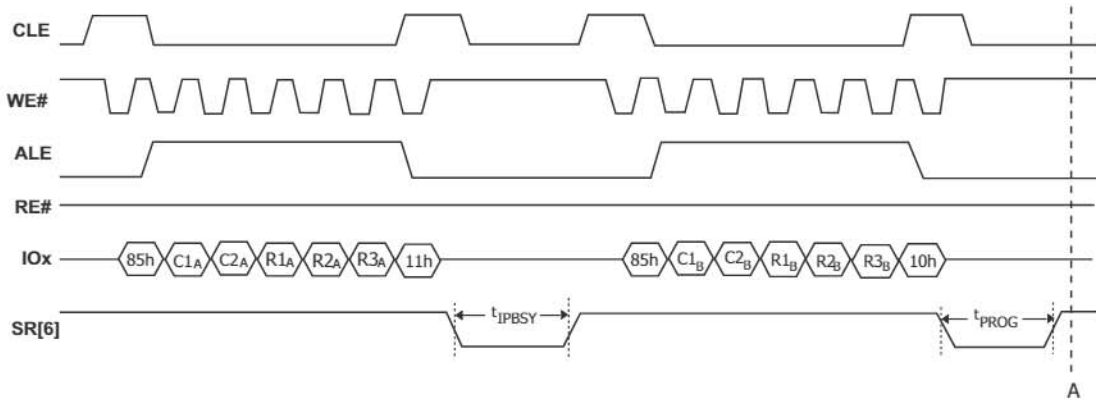 CLE
WE#
ALE
RE#
IOx 85h C1A C2A R1A R2A R3A 11h 85h C1B C2B R1B R2B R3B 10h
SR[6] tIPBSY tPROG
A